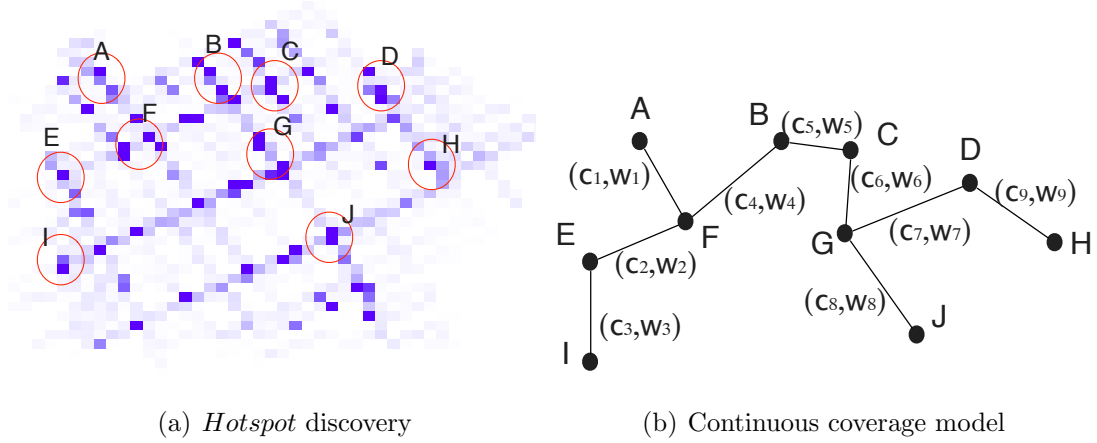 A
B
C
D
F
E
G
H
I
J
A
B
(c₅,w₅)
C
D
(c₁,w₁)
(c₆,w₆)
(c₉,w₉)
(c₄,w₄)
E
F
G
(c₇,w₇)
H
(c₂,w₂)
(c₈,w₈)
J
(c₃,w₃)
I
(a) Hotspot discovery
(b) Continuous coverage model